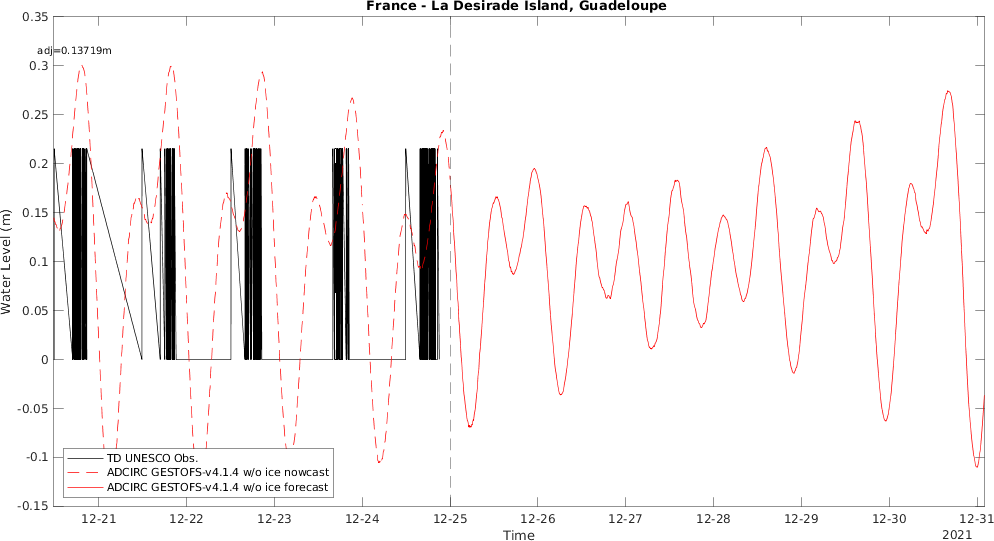 France - La Desirade Island, Guadeloupe
adj=0.13719m
0.35
0.3
0.25
0.2
0.15
0.1
0.05
0
-0.05
-0.1
-0.15
Water Level (m)
TD UNESCO Obs.
ADCIRC GESTOFS-v4.1.4 w/o ice nowcast
ADCIRC GESTOFS-v4.1.4 w/o ice forecast
12-21 12-22 12-23 12-24 12-25 12-26 12-27 12-28 12-29 12-30 12-31
Time
2021